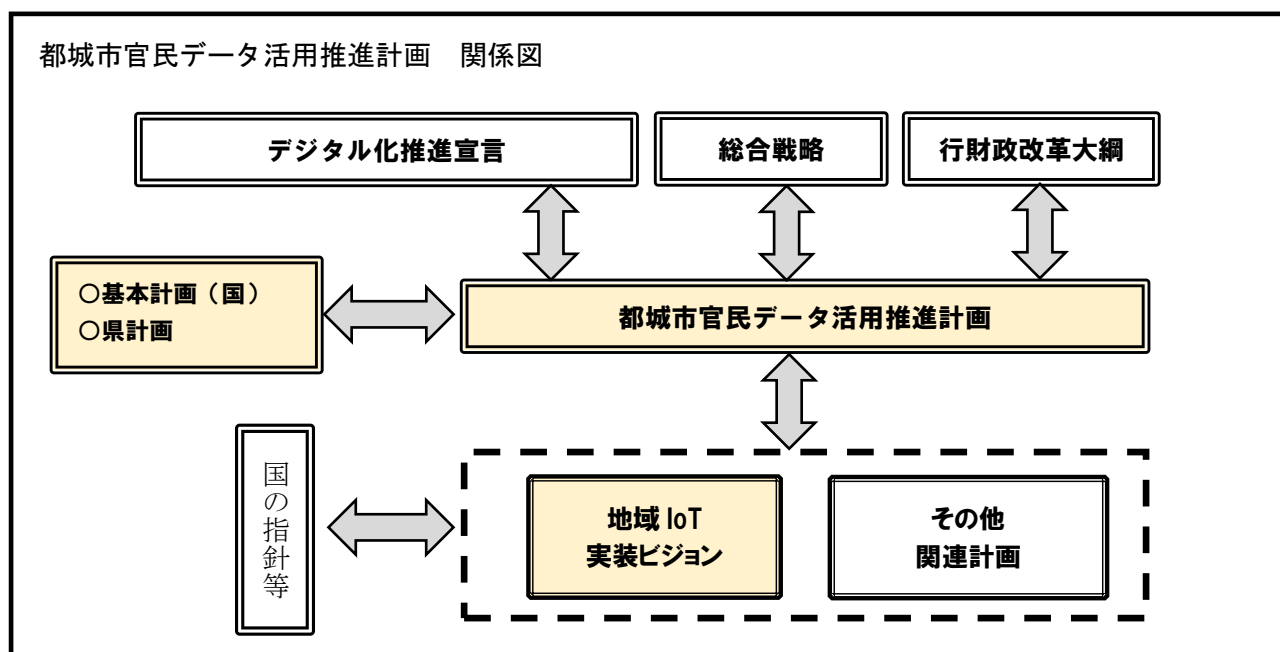 都城市官民データ活用推進計画　関係図
デジタル化推進宣言
総合戦略
行財政改革大綱
○基本計画（国）
○県計画
都城市官民データ活用推進計画
国の指針等
地域 IoT
実装ビジョン
その他
関連計画